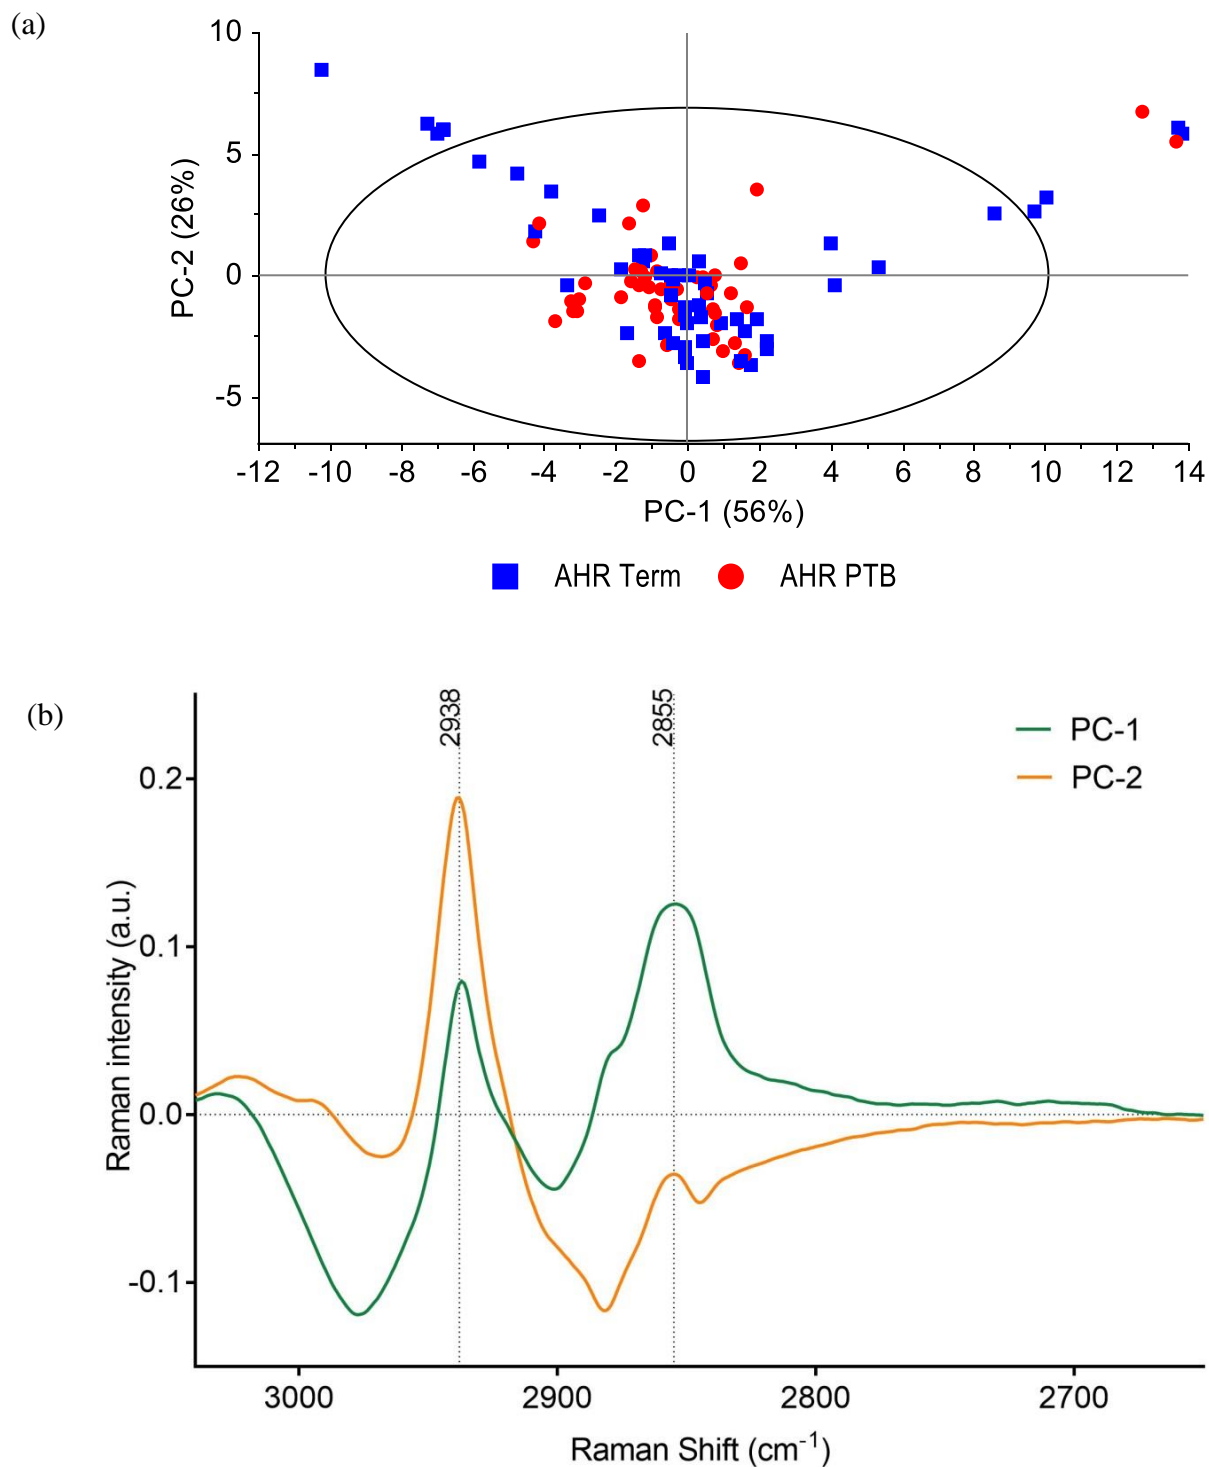 (a)
10
5
0
-5
PC-2 (26%)
-12 -10 -8 -6 -4 -2 0 2 4 6 8 10 12 14
PC-1 (56%)
AHR Term AHR PTB
(b)
2938
2855
PC-1
PC-2
0.2
0.1
0.0
-0.1
Raman intensity (a.u.)
3000 2900 2800 2700
Raman Shift (cm⁻¹)